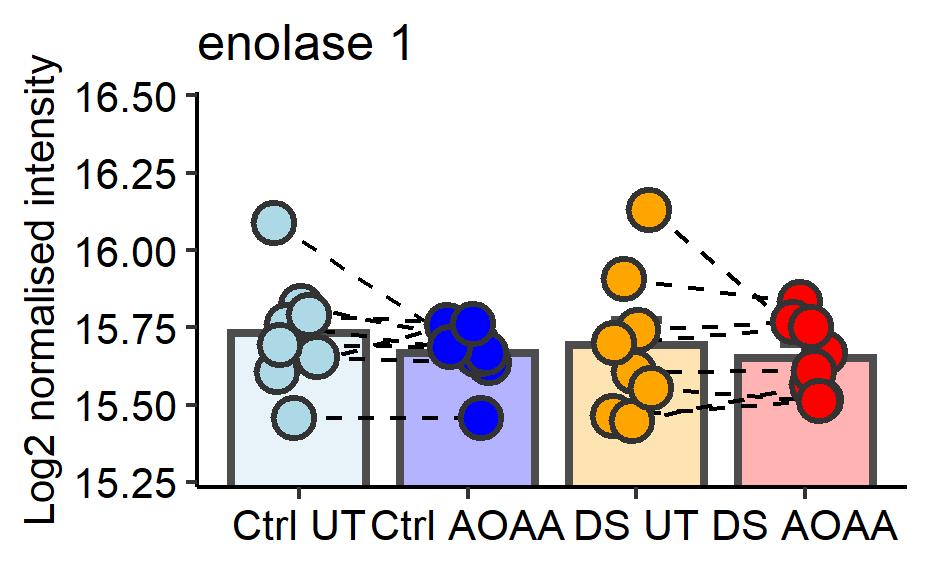 enolase 1
Log2 normalised intensity
16.50
16.25
16.00
15.75
15.50
15.25
Ctrl UT Ctrl AOAA DS UT DS AOAA